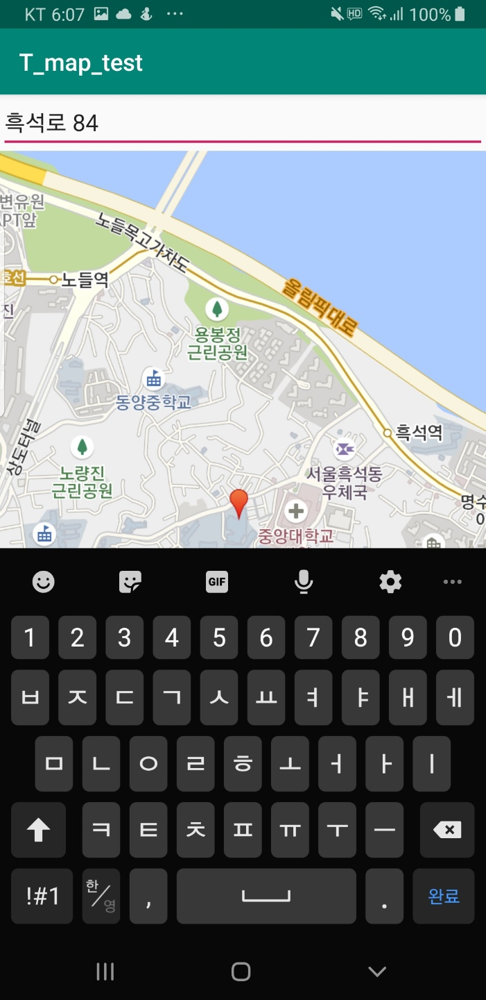 KT 6:07 HD 100%
T_map_test
흑석로 84
변유원
PT앞
노들목고가차도
호선
노들역
올림픽대로
진
용봉정
근린공원
동양중학교
상도터널
흑석역
노량진
근린공원
서울흑석동
우체국
명수
중앙대학교
GIF
1 2 3 4 5 6 7 8 9 0
ㅂ ㅈ ㄷ ㄱ ㅅ ㅛ ㅕ ㅑ ㅐ ㅔ
ㅁ ㄴ ㅇ ㄹ ㅎ ㅗ ㅓ ㅏ ㅣ
ㅋ ㅌ ㅊ ㅍ ㅠ ㅜ ㅡ
!#1 한/영 , . 완료